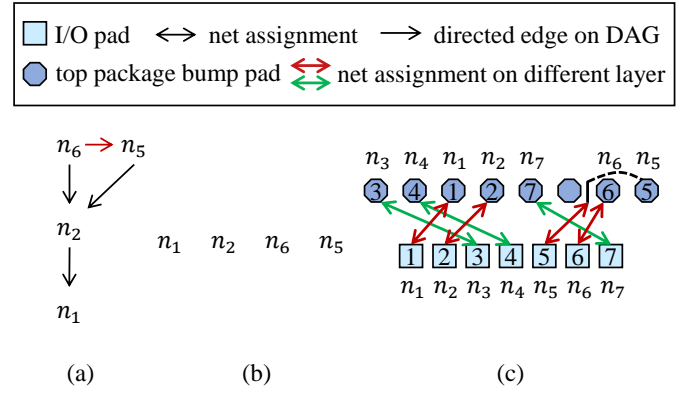 I/O pad net assignment directed edge on DAG
top package bump pad net assignment on different layer
n₆ n₅
n₂
n₁
n₁ n₂ n₆ n₅
n₃ n₄ n₁ n₂ n₇ n₆ n₅
3 4 1 2 7 6 5
1 2 3 4 5 6 7
n₁ n₂ n₃ n₄ n₅ n₆ n₇
(a) (b) (c)